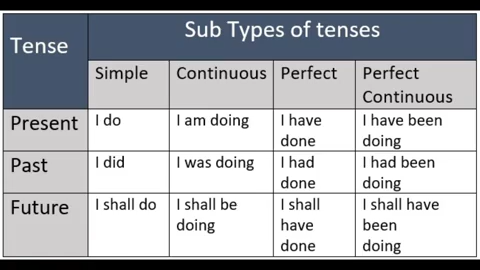 Tense
Sub Types of tenses
Simple
Continuous
Perfect
Perfect
Continuous
Present
I do
I am doing
I have
done
I have been
doing
Past
I did
I was doing
I had
done
I had been
doing
Future
I shall do
I shall be
doing
I shall
have
done
I shall have
been
doing